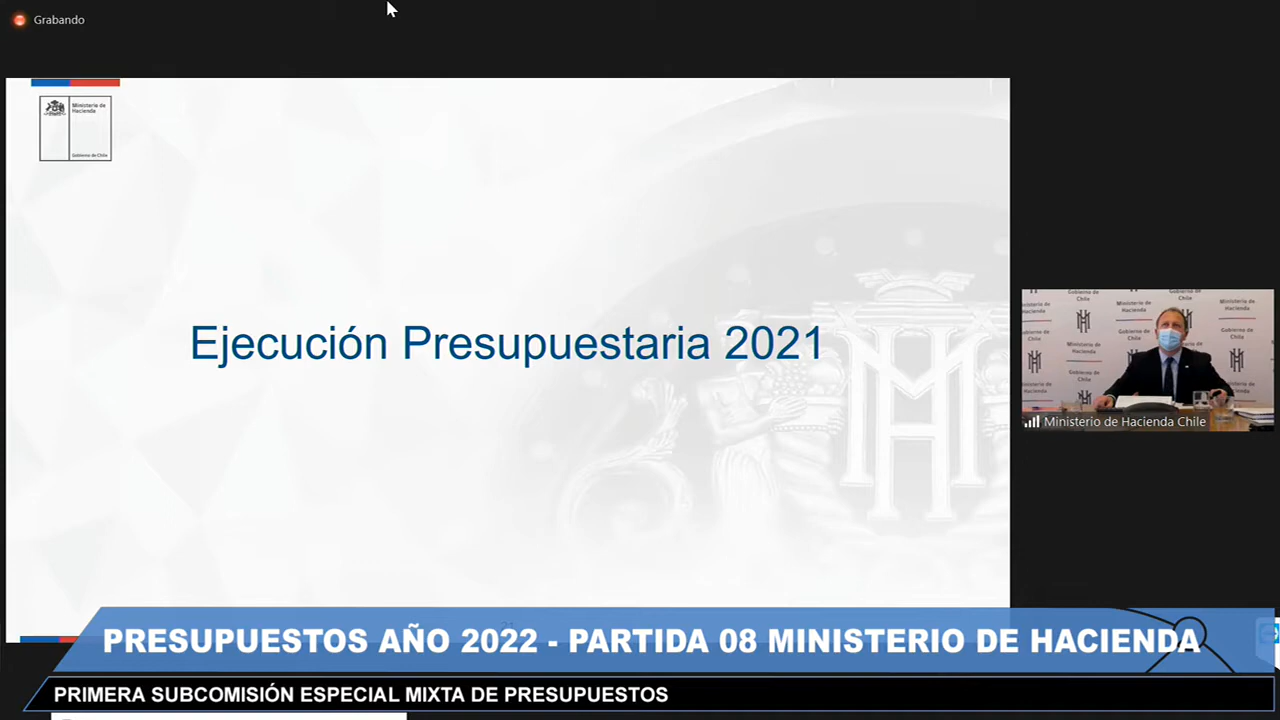 Grabando
Ministerio de
Hacienda
Gobierno de Chile
Ejecución Presupuestaria 2021
Gobierno de
Chile
Ministerio de
Hacienda
Ministerio de Hacienda Chile
PRESUPUESTOS AÑO 2022 - PARTIDA 08 MINISTERIO DE HACIENDA
PRIMERA SUBCOMISIÓN ESPECIAL MIXTA DE PRESUPUESTOS